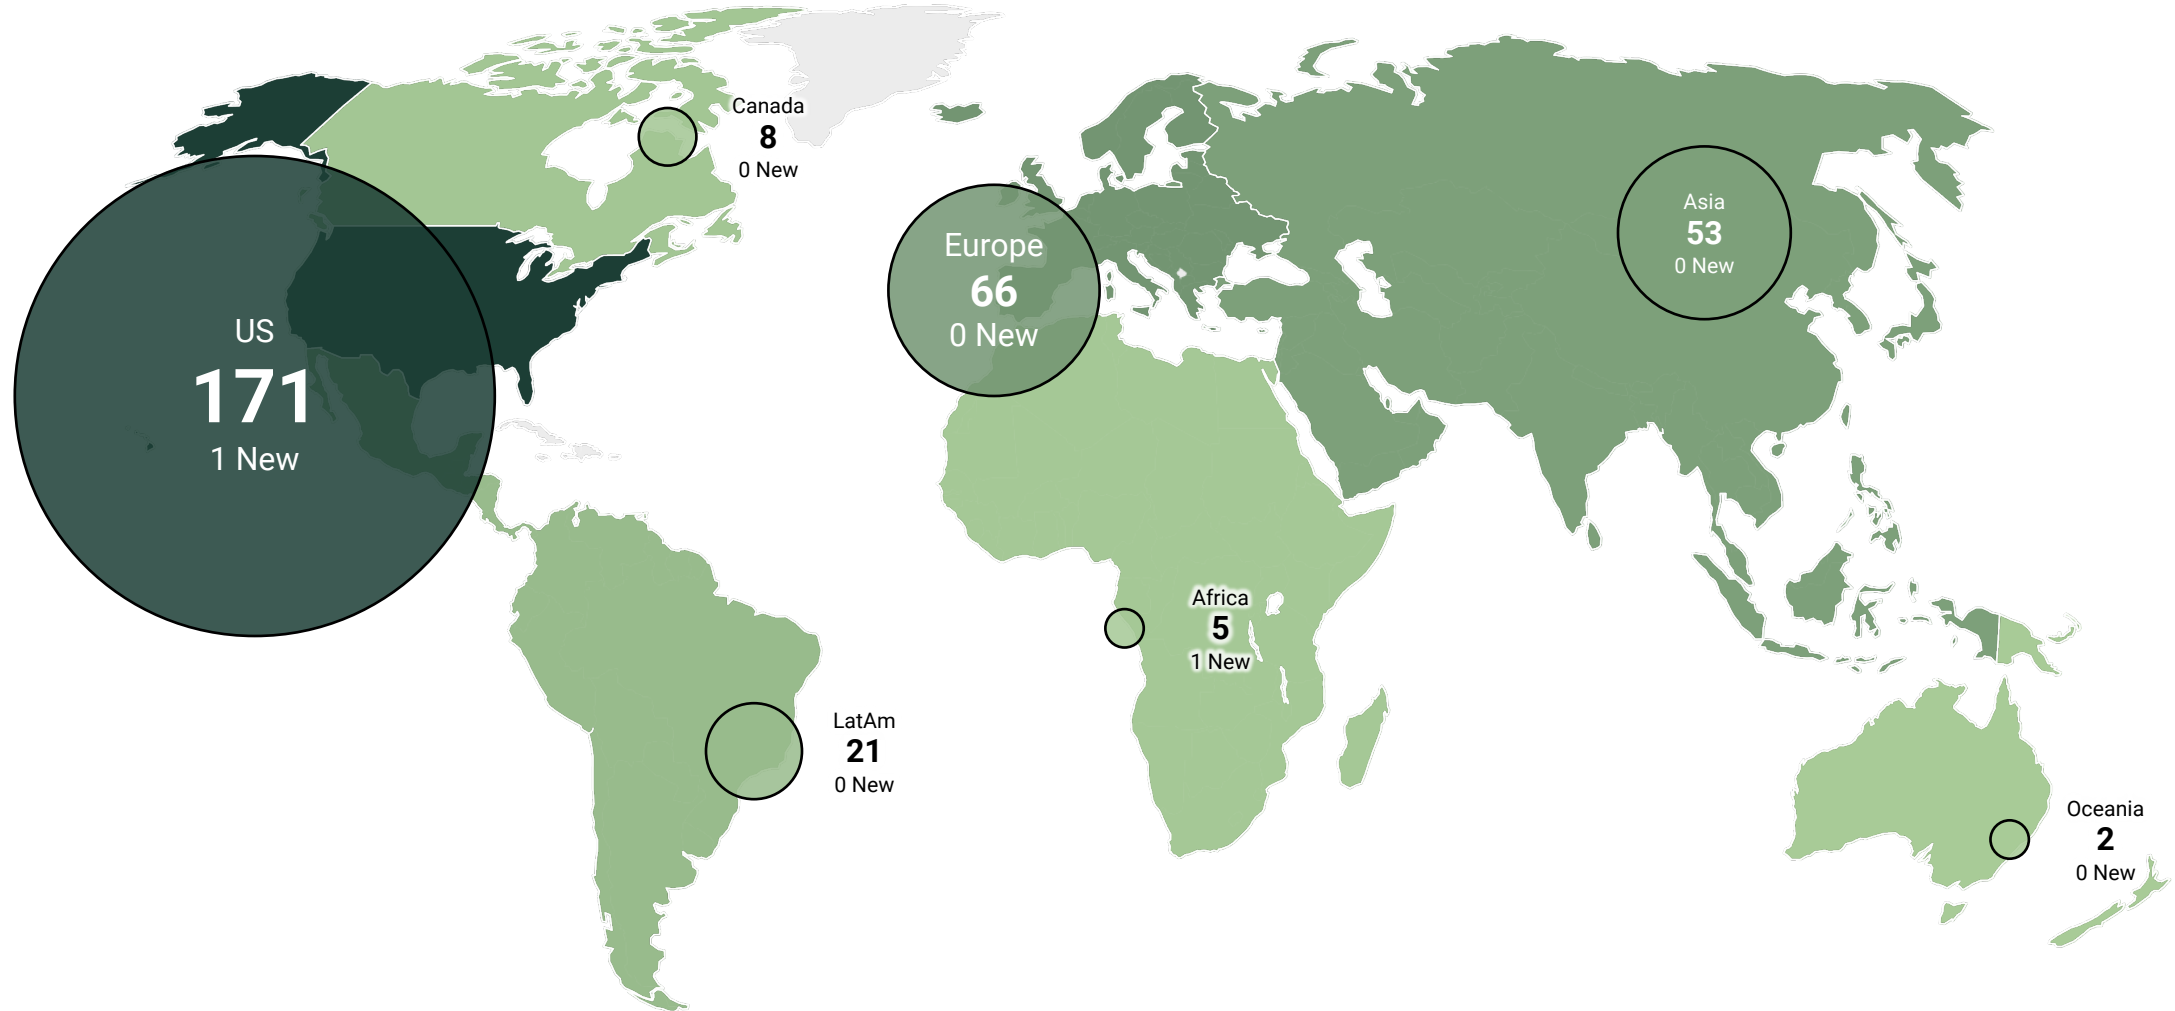 Canada
8
0 New
US
171
1 New
Europe
66
0 New
Asia
53
0 New
Africa
5
1 New
LatAm
21
0 New
Oceania
2
0 New